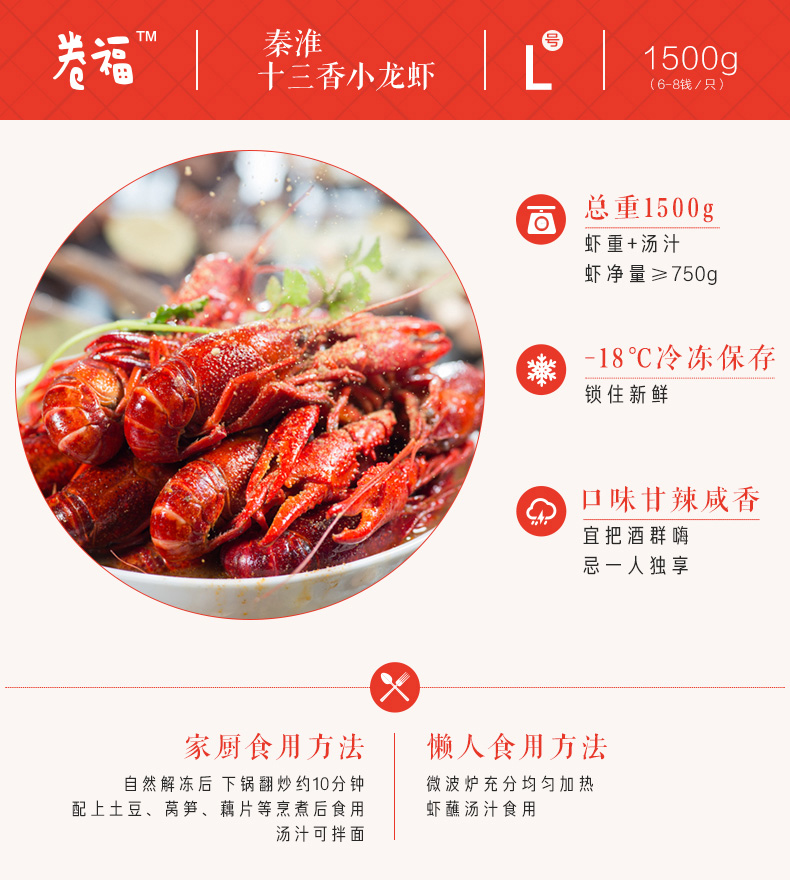 卷福™
秦淮
十三香小龙虾
L号
1500g
(6-8钱/只)
总重1500g
虾重+汤汁
虾净量≥750g
-18℃冷冻保存
锁住新鲜
口味甘辣咸香
宜把酒群嗨
忌一人独享
家厨食用方法
自然解冻后 下锅翻炒约10分钟
配上土豆、莴笋、藕片等烹煮后食用
汤汁可拌面
懒人食用方法
微波炉充分均匀加热
虾蘸汤汁食用